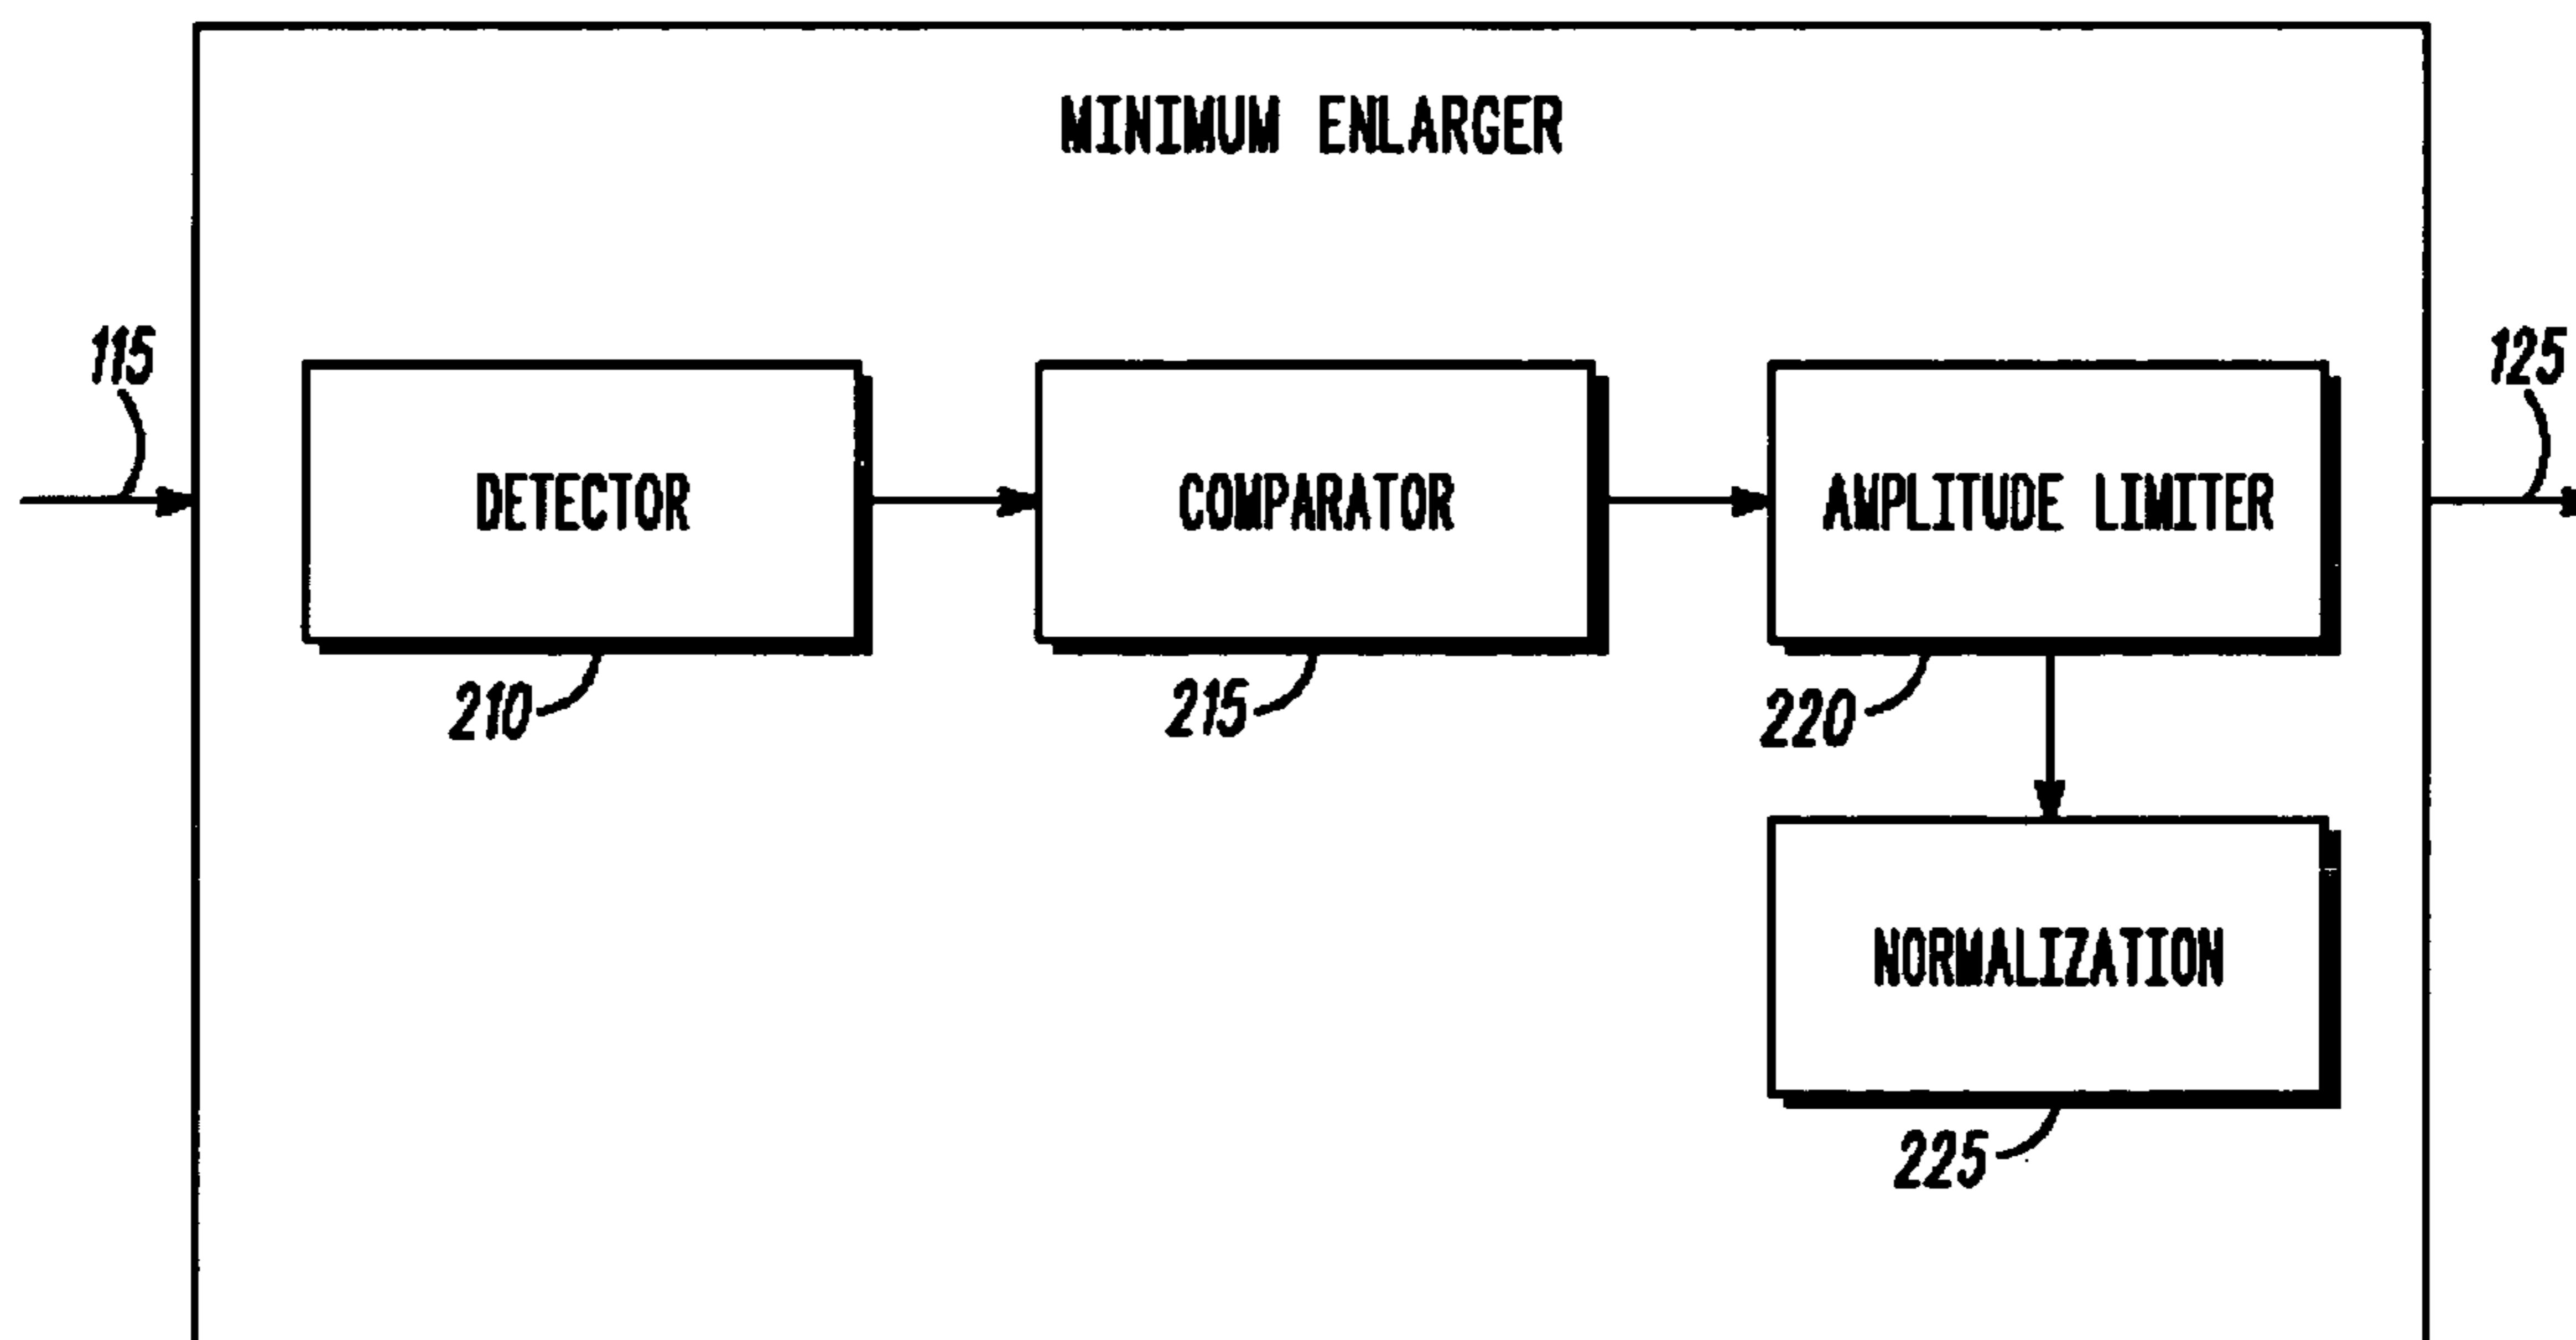 MINIMUM ENLARGER
115
125
DETECTOR
COMPARATOR
AMPLITUDE LIMITER
210
215
220
NORMALIZATION
225